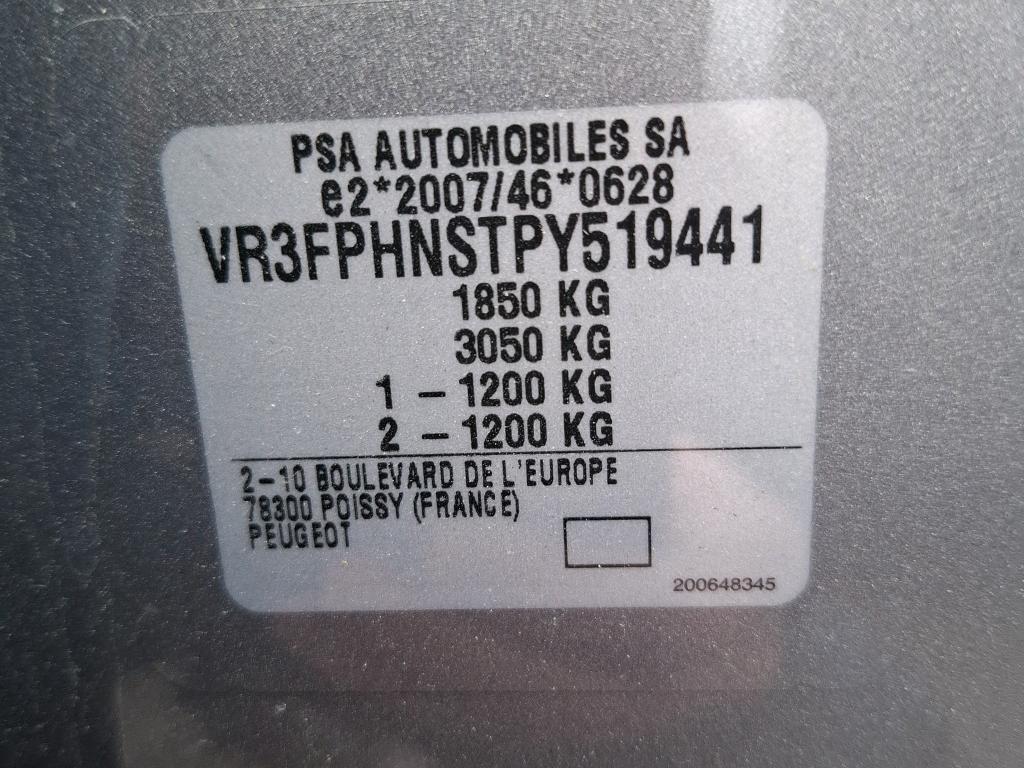 PSA AUTOMOBILES SA
e2*2007/46*0628
VR3FPHNSTPY519441
1850 KG
3050 KG
1 - 1200 KG
2 - 1200 KG
2-10 BOULEVARD DE L'EUROPE
78300 POISSY (FRANCE)
PEUGEOT
200648345